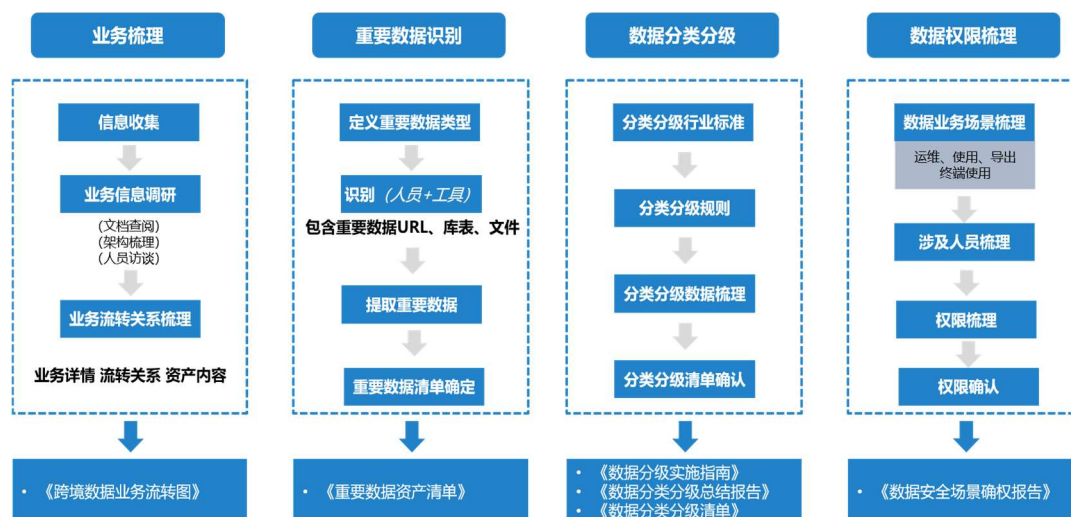 业务梳理
信息收集
业务信息调研
(文档查阅)
(架构梳理)
(人员访谈)
业务流转关系梳理
业务详情 流转关系 资产内容
• 《跨境数据业务流转图》
重要数据识别
定义重要数据类型
识别 (人员+工具)
包含重要数据URL、库表、文件
提取重要数据
重要数据清单确定
• 《重要数据资产清单》
数据分类分级
分类分级行业标准
分类分级规则
分类分级数据梳理
分类分级清单确认
• 《数据分级实施指南》
• 《数据分类分级总结报告》
• 《数据分类分级清单》
数据权限梳理
数据业务场景梳理
运维、使用、导出
终端使用
涉及人员梳理
权限梳理
权限确认
• 《数据安全场景确权报告》